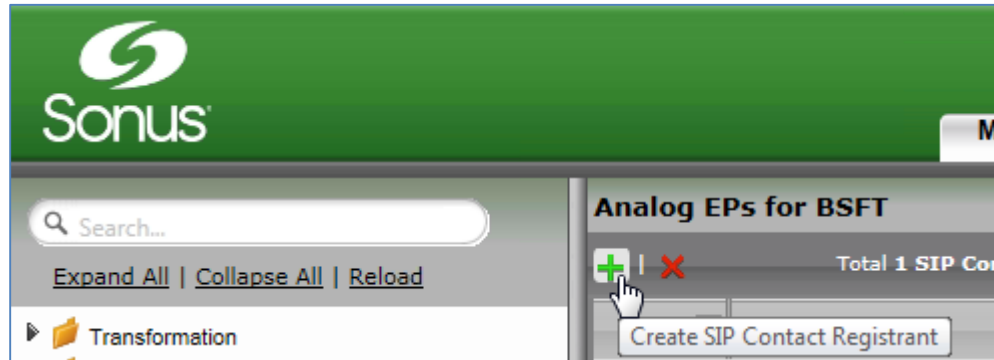 Sonus
M
Search...
Analog EPs for BSFT
Expand All | Collapse All | Reload
Total 1 SIP Con
Transformation
Create SIP Contact Registrant